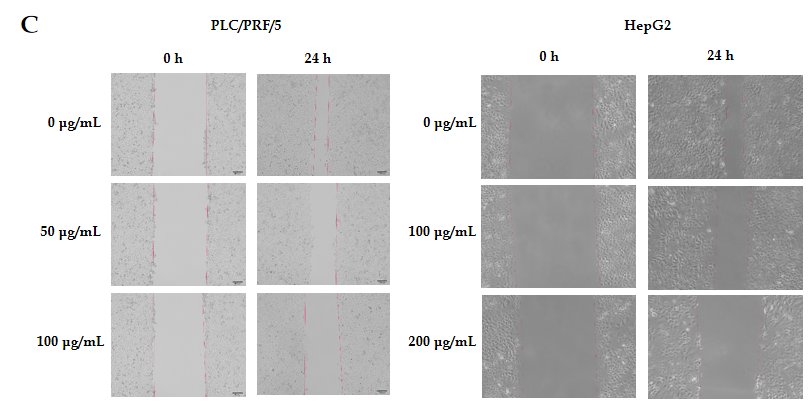 C
PLC/PRF/5
HepG2
0 h
24 h
0 h
24 h
0 µg/mL
0 µg/mL
50 µg/mL
100 µg/mL
100 µg/mL
200 µg/mL